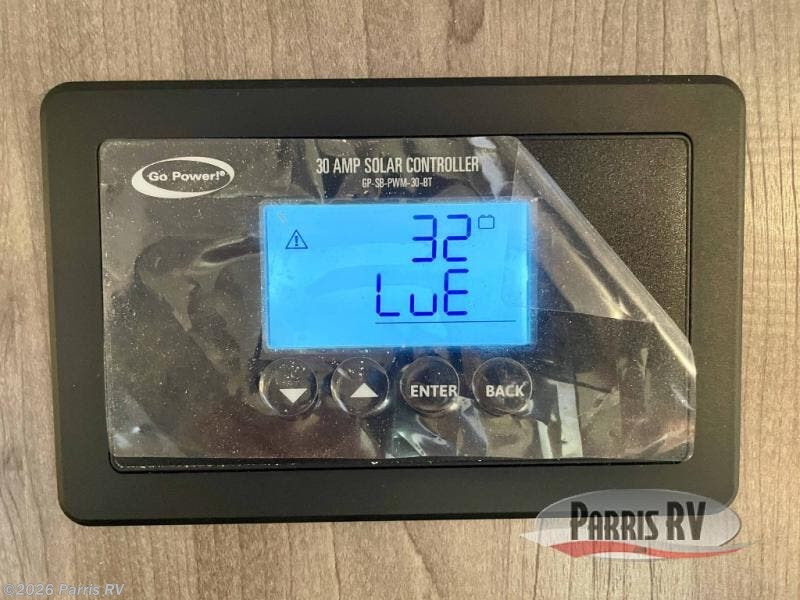 Go Power!®
30 AMP SOLAR CONTROLLER
GP-SB-PWM-30-BT
32
LuE
ENTER
BACK
PARRIS RV
©2026 Parris RV